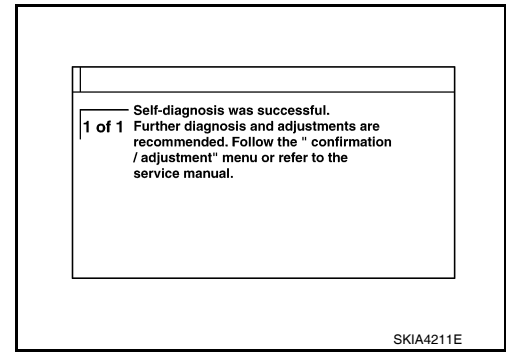 Self-diagnosis was successful.
1 of 1 Further diagnosis and adjustments are
recommended. Follow the " confirmation
/ adjustment" menu or refer to the
service manual.
SKIA4211E